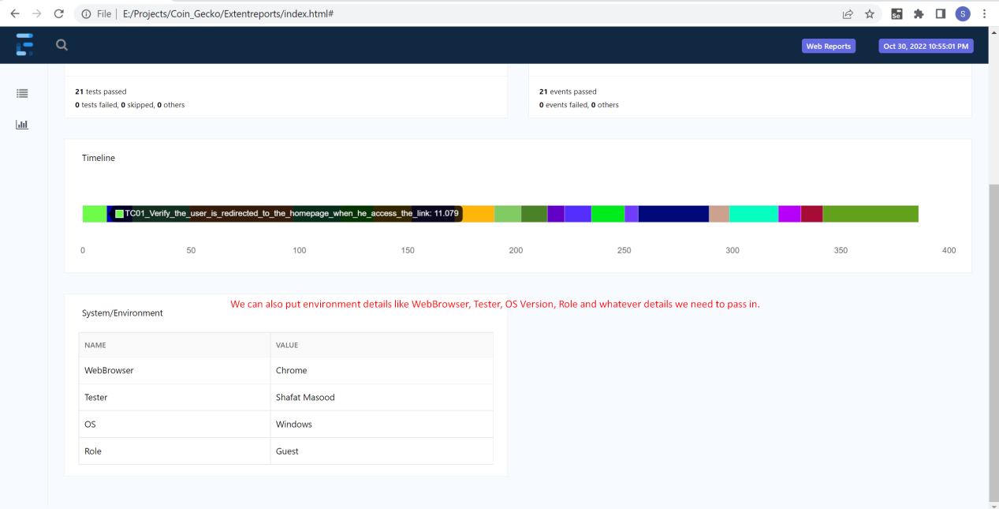 File E:/Projects/Coin_Gecko/Extentreports/index.html#
Se
S
Web Reports
Oct 30, 2022 10:55:01 PM
21 tests passed
0 tests failed, 0 skipped, 0 others
21 events passed
0 events failed, 0 others
Timeline
TC01_Verify_the_user_is_redirected_to_the_homepage_when_he_access_the_link: 11.079
0 50 100 150 200 250 300 350 400
We can also put environment details like WebBrowser, Tester, OS Version, Role and whatever details we need to pass in.
System/Environment
NAME VALUE
WebBrowser Chrome
Tester Shafat Masood
OS Windows
Role Guest